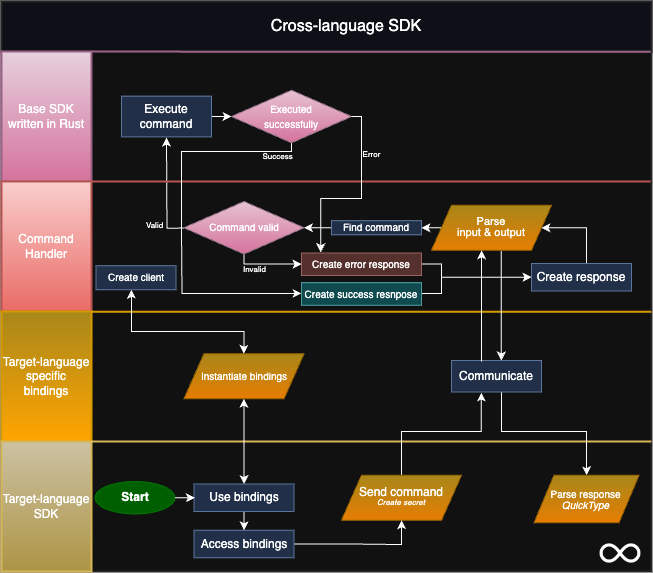 Cross-language SDK
Base SDK
written in Rust
Execute
command
Executed
successfully
Success
Error
Command
Handler
Valid
Command valid
Invalid
Find command
Parse
input & output
Create client
Create error response
Create success resnpose
Create response
Target-language
specific
bindings
Instantiate bindings
Communicate
Target-language
SDK
Start
Use bindings
Access bindings
Send command
Create secret
Parse response
QuickType